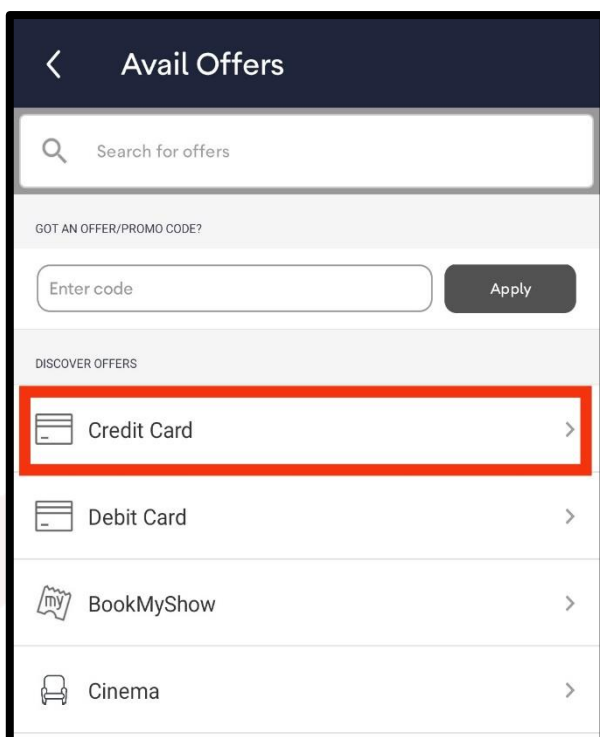 Avail Offers
Search for offers
GOT AN OFFER/PROMO CODE?
Enter code
Apply
DISCOVER OFFERS
Credit Card
Debit Card
my
BookMyShow
Cinema